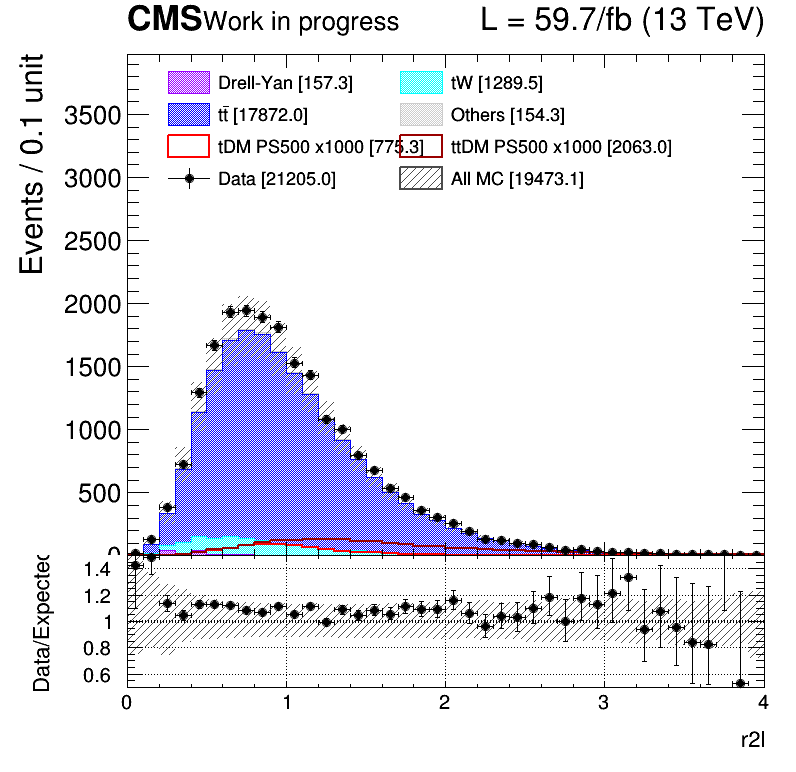 CMS Work in progress L = 59.7/fb (13 TeV)
Events / 0.1 unit
Drell-Yan [157.3] tW [1289.5]
tt̄ [17872.0] Others [154.3]
tDM PS500 x1000 [775.3] ttDM PS500 x1000 [2063.0]
Data [21205.0] All MC [19473.1]
3500
3000
2500
2000
1500
1000
500
0
Data/Expected
1.4
1.2
1
0.8
0.6
0 1 2 3 4
r2l